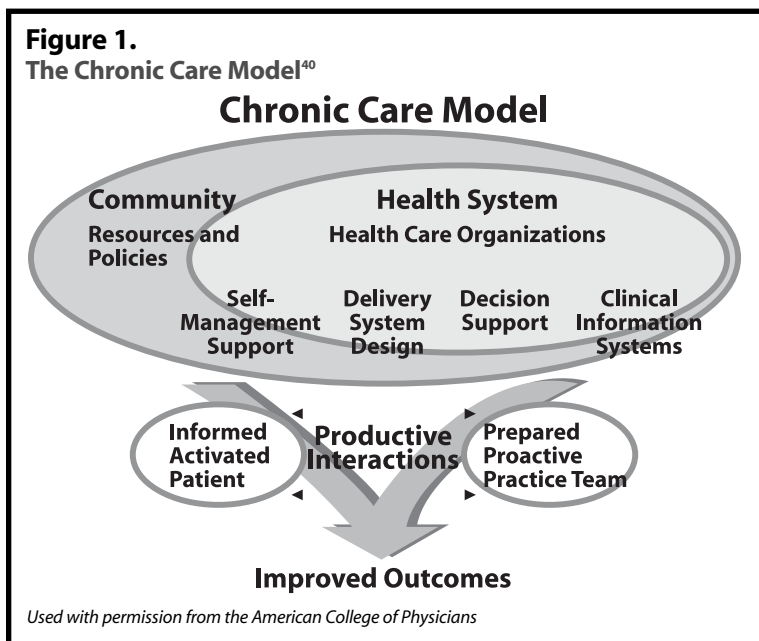 Figure 1.
The Chronic Care Model⁴⁰
Chronic Care Model
Community
Resources and
Policies
Health System
Health Care Organizations
Self-
Management
Support
Delivery
System
Design
Decision
Support
Clinical
Information
Systems
Informed
Activated
Patient
Productive
Interactions
Prepared
Proactive
Practice Team
Improved Outcomes
Used with permission from the American College of Physicians